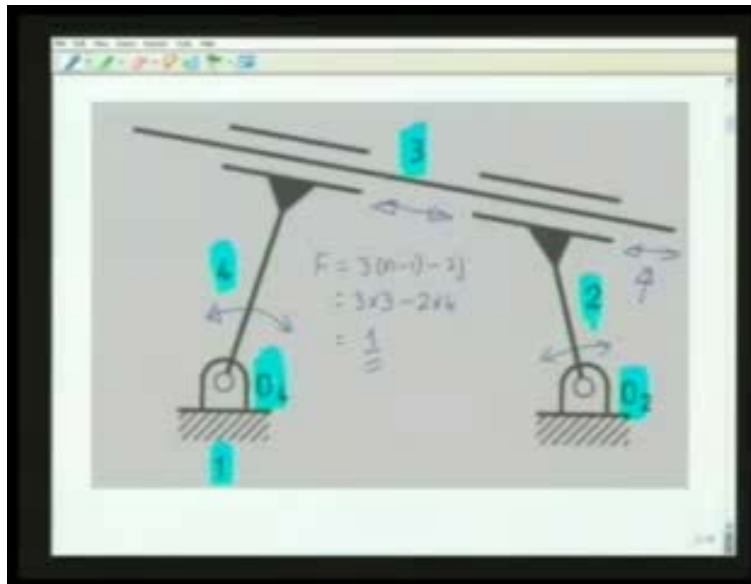 3
4
F = 3(n-1) - 2j
= 3x3 - 2x4
= 1
2
O4
O2
1